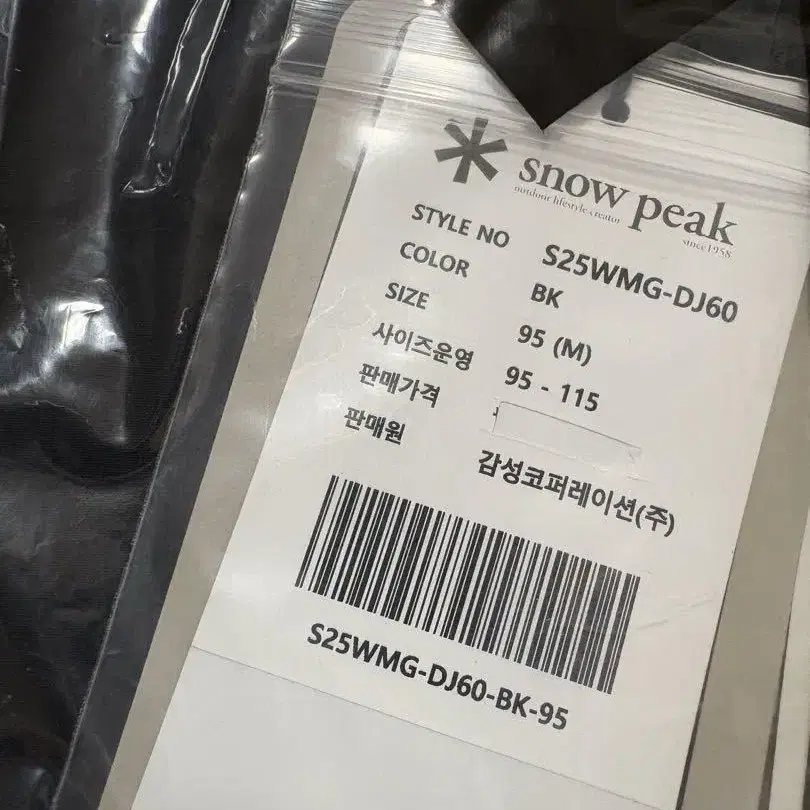 snow peak
outdoor lifestyle creator
since 1958
STYLE NO S25WMG-DJ60
COLOR BK
SIZE 95 (M)
사이즈운영 95 - 115
판매가격
판매원 감성코퍼레이션(주)
S25WMG-DJ60-BK-95